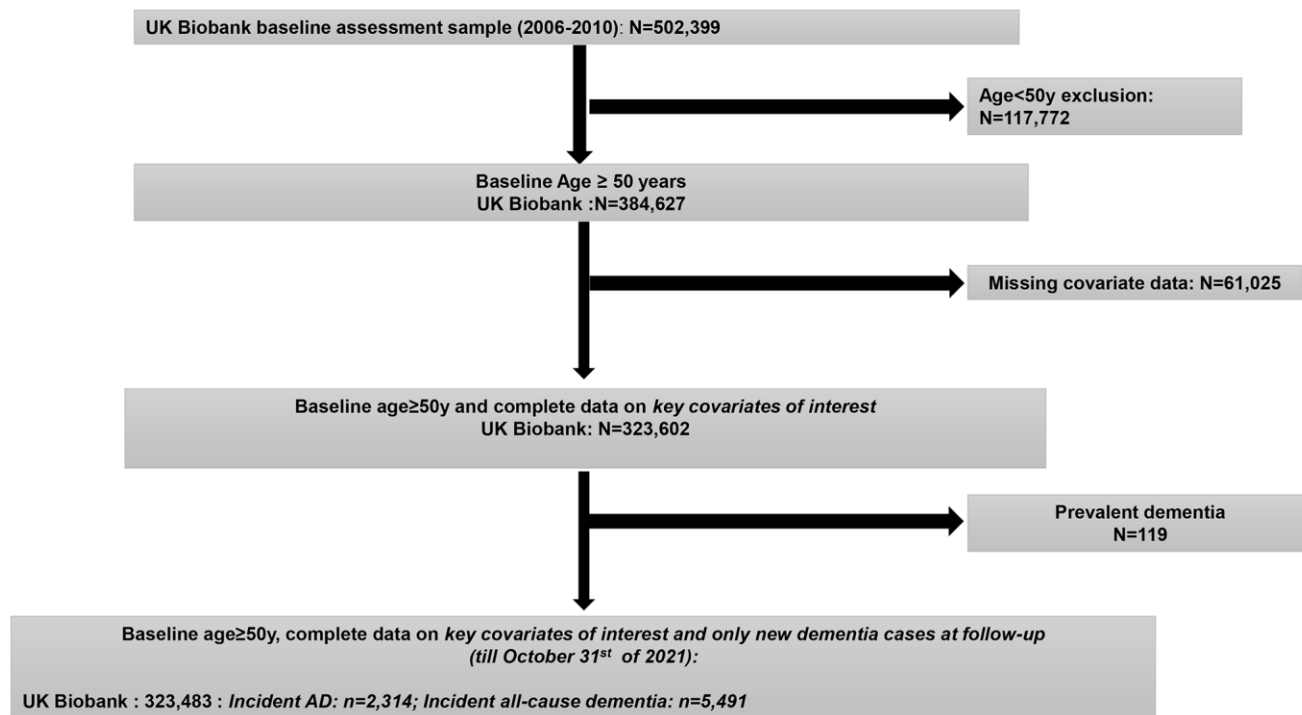 UK Biobank baseline assessment sample (2006-2010): N=502,399
Age<50y exclusion:
N=117,772
Baseline Age ≥ 50 years
UK Biobank :N=384,627
Missing covariate data: N=61,025
Baseline age≥50y and complete data on key covariates of interest
UK Biobank: N=323,602
Prevalent dementia
N=119
Baseline age≥50y, complete data on key covariates of interest and only new dementia cases at follow-up
(till October 31st of 2021):
UK Biobank : 323,483 : Incident AD: n=2,314; Incident all-cause dementia: n=5,491